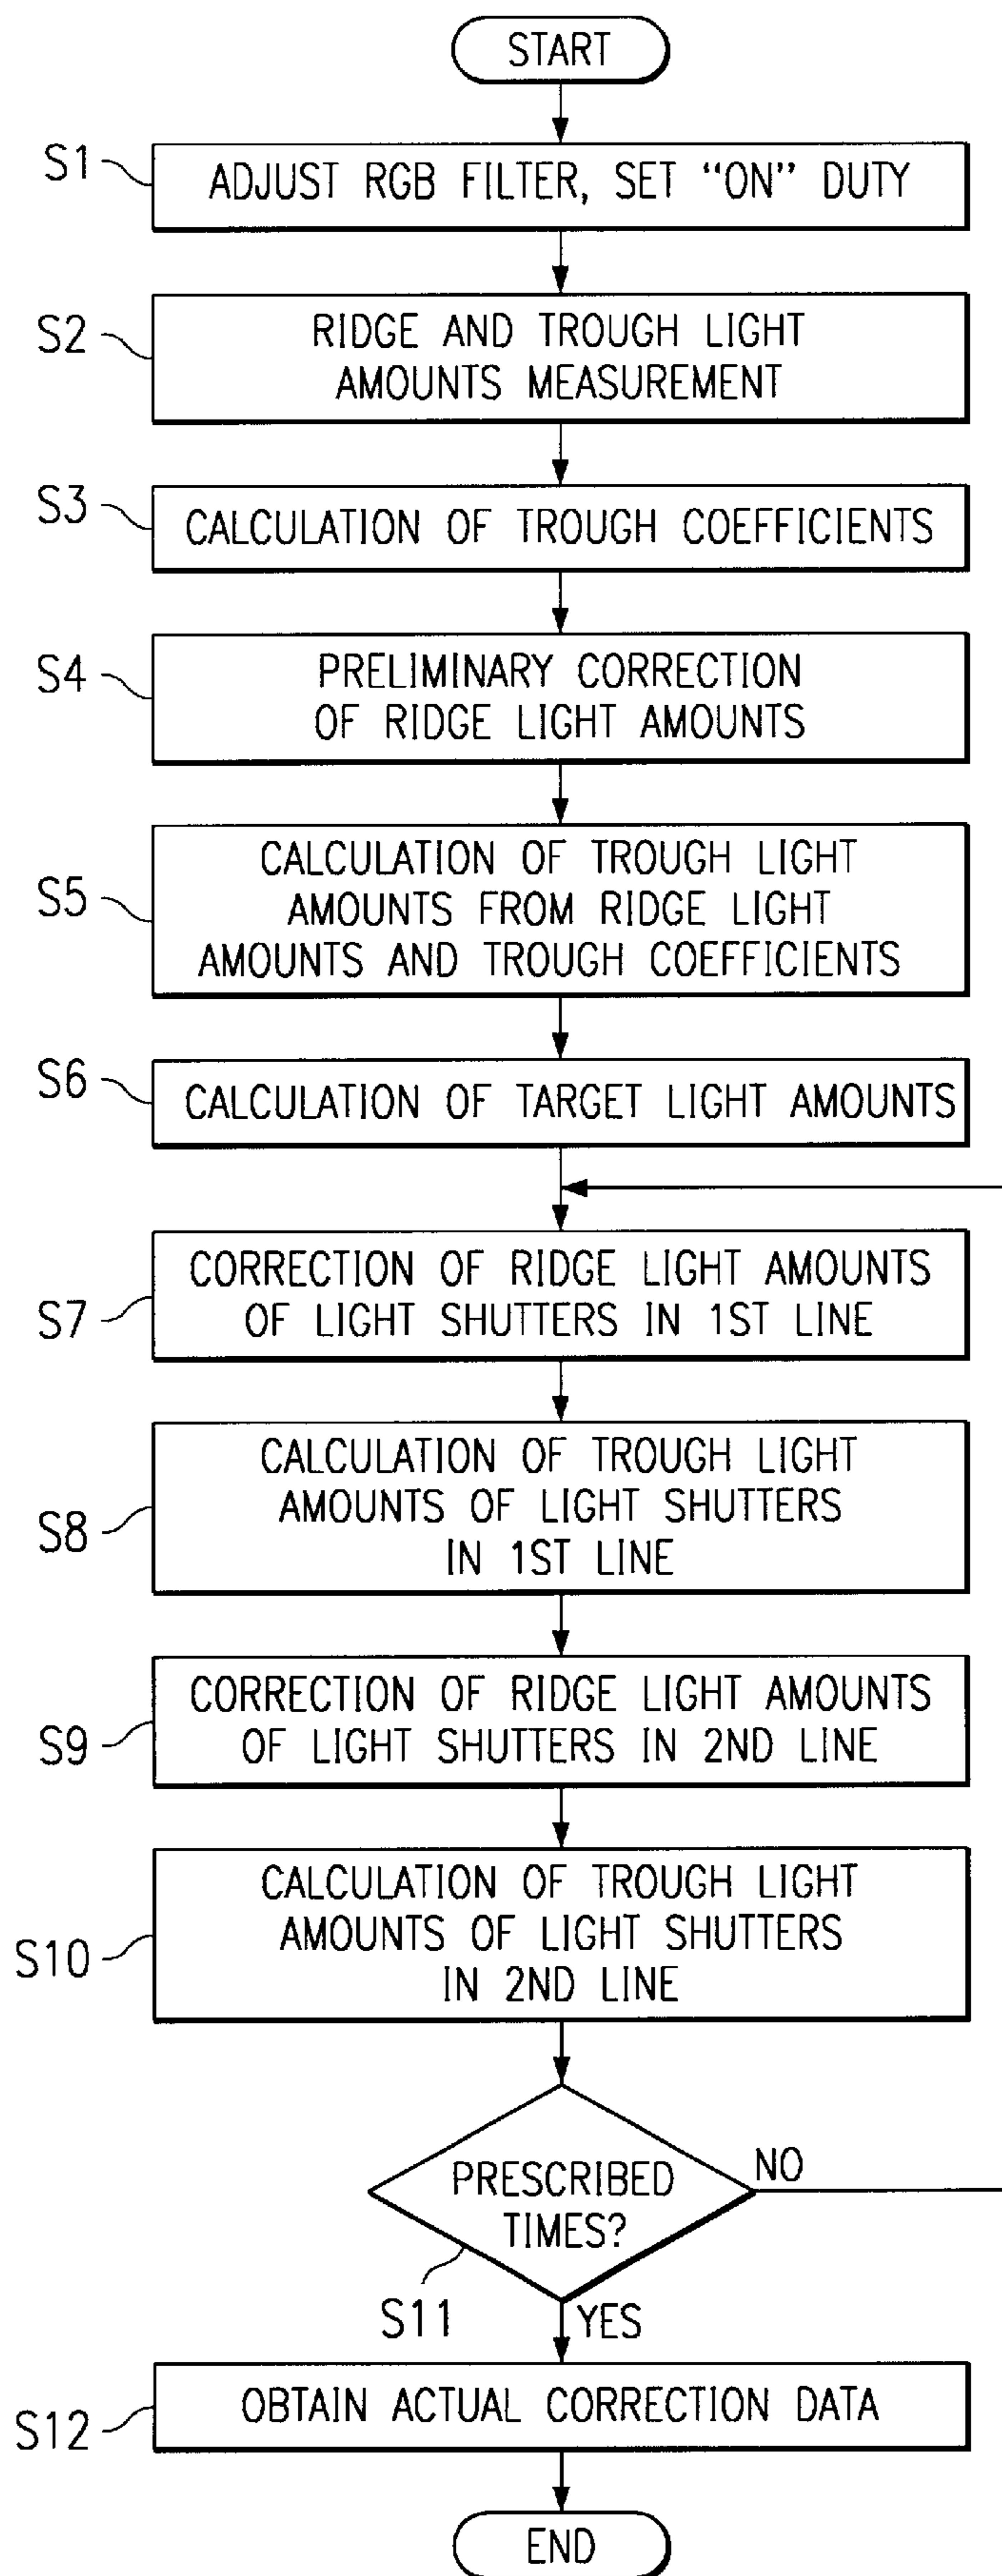 START
S1
ADJUST RGB FILTER, SET “ON” DUTY
S2
RIDGE AND TROUGH LIGHT
AMOUNTS MEASUREMENT
S3
CALCULATION OF TROUGH COEFFICIENTS
S4
PRELIMINARY CORRECTION
OF RIDGE LIGHT AMOUNTS
S5
CALCULATION OF TROUGH LIGHT
AMOUNTS FROM RIDGE LIGHT
AMOUNTS AND TROUGH COEFFICIENTS
S6
CALCULATION OF TARGET LIGHT AMOUNTS
S7
CORRECTION OF RIDGE LIGHT AMOUNTS
OF LIGHT SHUTTERS IN 1ST LINE
S8
CALCULATION OF TROUGH LIGHT
AMOUNTS OF LIGHT SHUTTERS
IN 1ST LINE
S9
CORRECTION OF RIDGE LIGHT AMOUNTS
OF LIGHT SHUTTERS IN 2ND LINE
S10
CALCULATION OF TROUGH LIGHT
AMOUNTS OF LIGHT SHUTTERS
IN 2ND LINE
PRESCRIBED
TIMES?
NO
S11
YES
S12
OBTAIN ACTUAL CORRECTION DATA
END